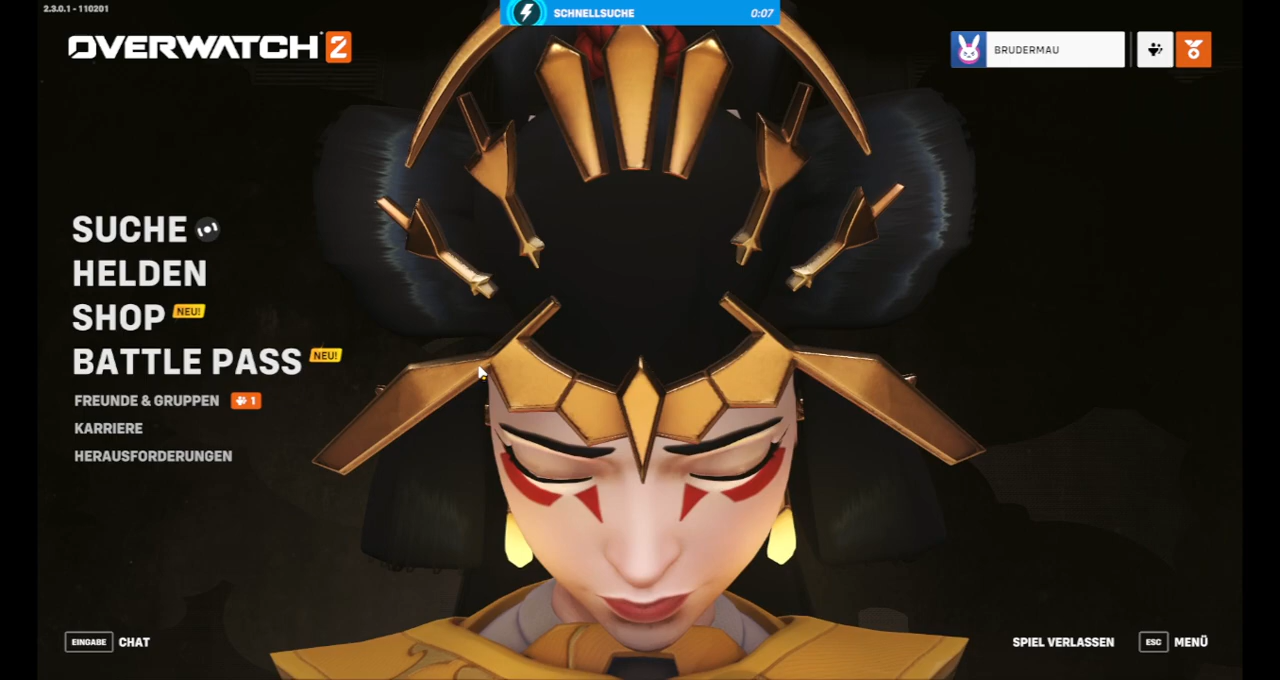 2.3.0.1 - 110201
SCHNELLSUCHE 0:07
OVERWATCH 2
BRUDERMAU
SUCHE
HELDEN
SHOP NEU!
BATTLE PASS NEU!
FREUNDE & GRUPPEN 1
KARRIERE
HERAUSFORDERUNGEN
EINGABE CHAT
SPIEL VERLASSEN ESC MENÜ